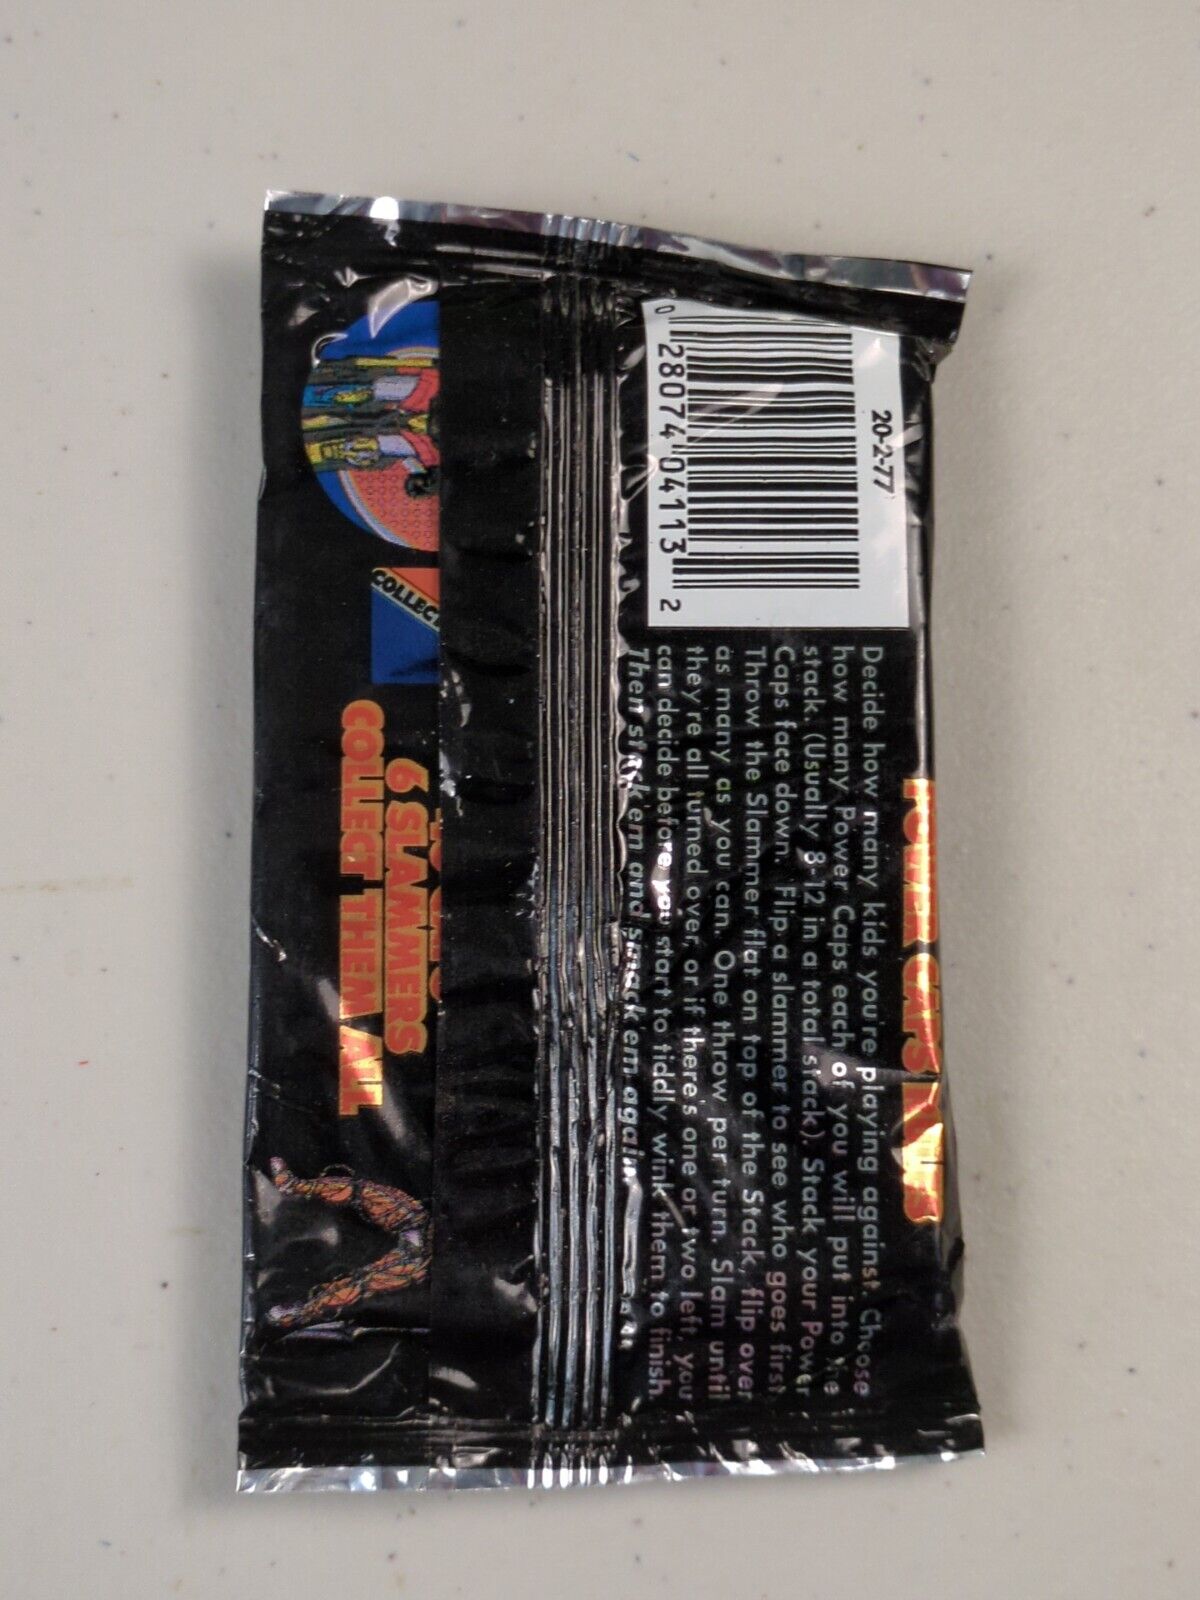 POWER CAPS
Decide how many kids you're playing against. Choose
how many Power Caps each of you will put into the
stack. (Usually 8-12 in a total stack). Stack your Power
Caps face down. Flip a slammer to see who goes first.
Throw the Slammer flat on top of the Stack, flip over
as many as you can. One throw per turn. Slam until
they're all turned over, or if there's one or two left, you
can decide before you start to tiddly wink them to finish.
Then stack 'em and smack 'em again
20-2-77
0 28074 04113 2
COLLECT
6 SLAMMERS
COLLECT THEM ALL